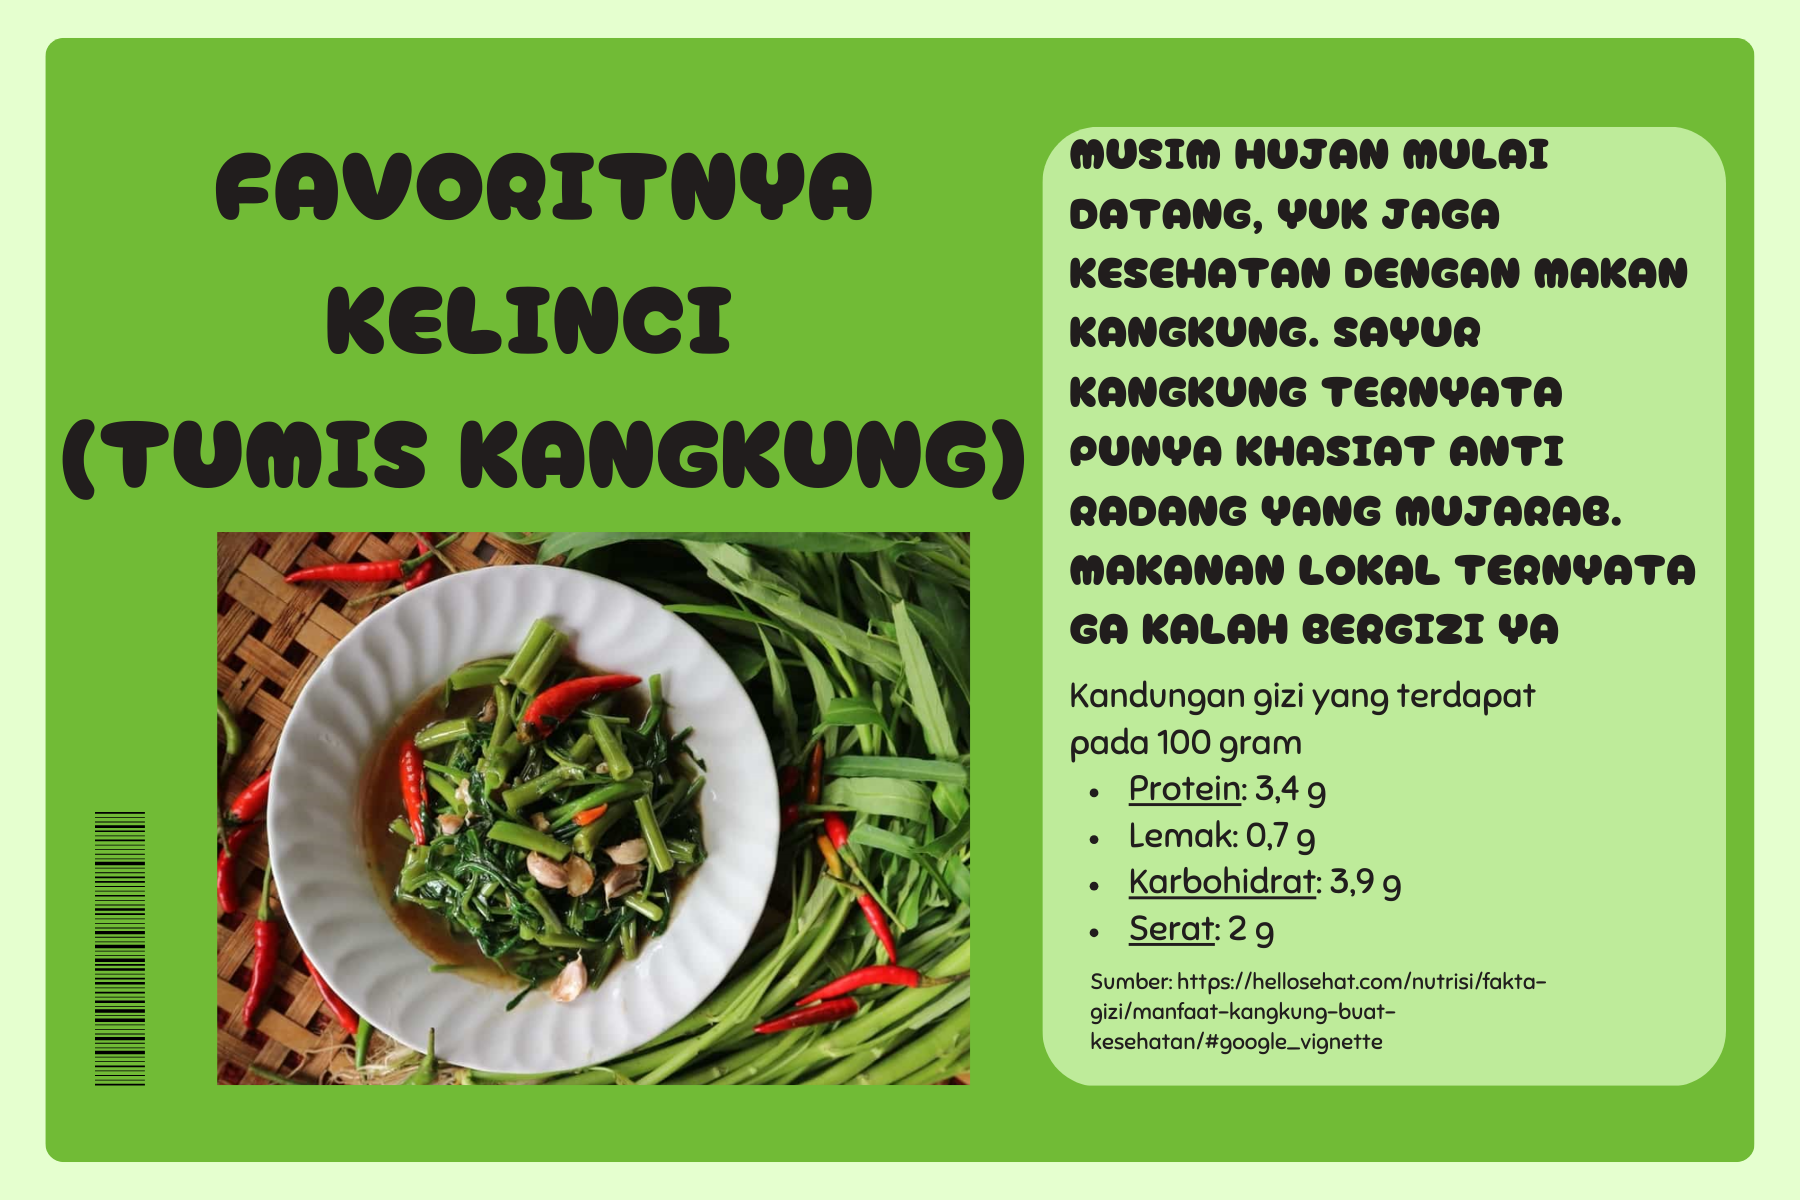 FAVORITNYA
KELINCI
(TUMIS KANGKUNG)
MUSIM HUJAN MULAI
DATANG, YUK JAGA
KESEHATAN DENGAN MAKAN
KANGKUNG. SAYUR
KANGKUNG TERNYATA
PUNYA KHASIAT ANTI
RADANG YANG MUJARAB.
MAKANAN LOKAL TERNYATA
GA KALAH BERGIZI YA
Kandungan gizi yang terdapat
pada 100 gram
• Protein: 3,4 g
• Lemak: 0,7 g
• Karbohidrat: 3,9 g
• Serat: 2 g
Sumber: https://hellosehat.com/nutrisi/fakta-
gizi/manfaat-kangkung-buat-
kesehatan/#google_vignette